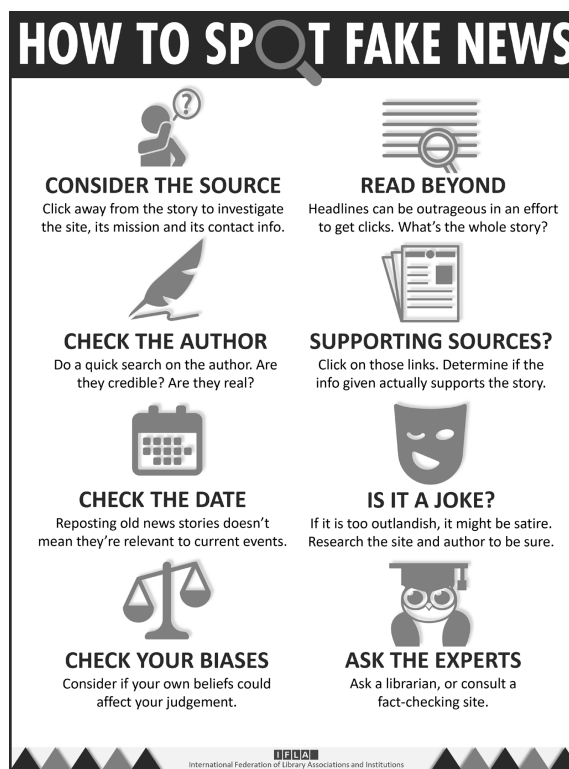 HOW TO SPOT FAKE NEWS
?
CONSIDER THE SOURCE
Click away from the story to investigate
the site, its mission and its contact info.
READ BEYOND
Headlines can be outrageous in an effort
to get clicks. What's the whole story?
CHECK THE AUTHOR
Do a quick search on the author. Are
they credible? Are they real?
SUPPORTING SOURCES?
Click on those links. Determine if the
info given actually supports the story.
CHECK THE DATE
Reposting old news stories doesn't
mean they're relevant to current events.
IS IT A JOKE?
If it is too outlandish, it might be satire.
Research the site and author to be sure.
CHECK YOUR BIASES
Consider if your own beliefs could
affect your judgement.
ASK THE EXPERTS
Ask a librarian, or consult a
fact-checking site.
IFLA
International Federation of Library Associations and Institutions